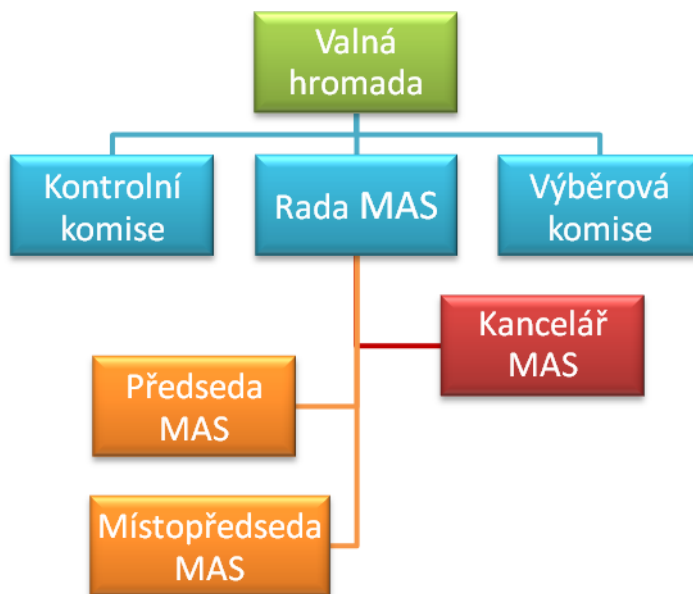 Valná
hromada
Kontrolní
komise
Rada MAS
Výběrová
komise
Kancelář
MAS
Předseda
MAS
Místopředseda
MAS